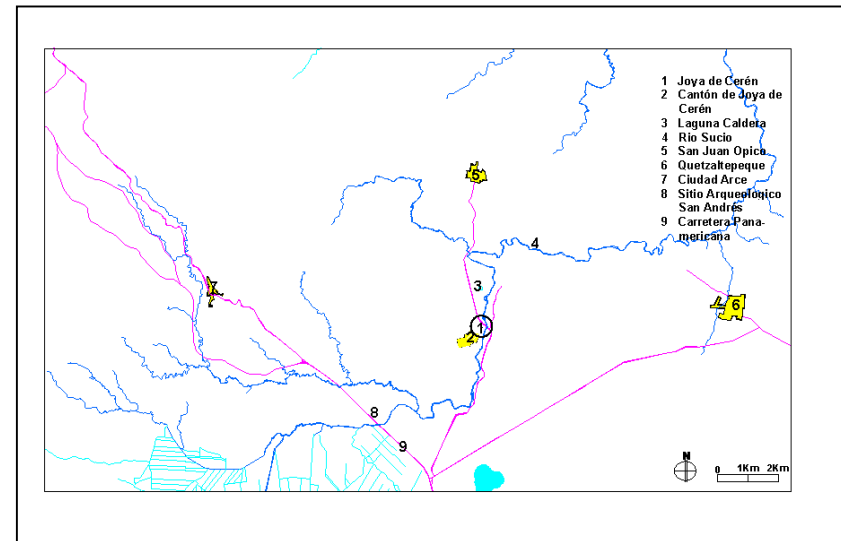 1 Joya de Cerén
2 Cantón de Joya de
Cerén
3 Laguna Caldera
4 Rio Sucio
5 San Juan Opico
6 Quetzaltepeque
7 Ciudad Arce
8 Sitio Arqueologico
San Andrés
9 Carretera Pana-
mericana
5
4
3
7
6
1
2
8
9
N
0 1Km 2Km